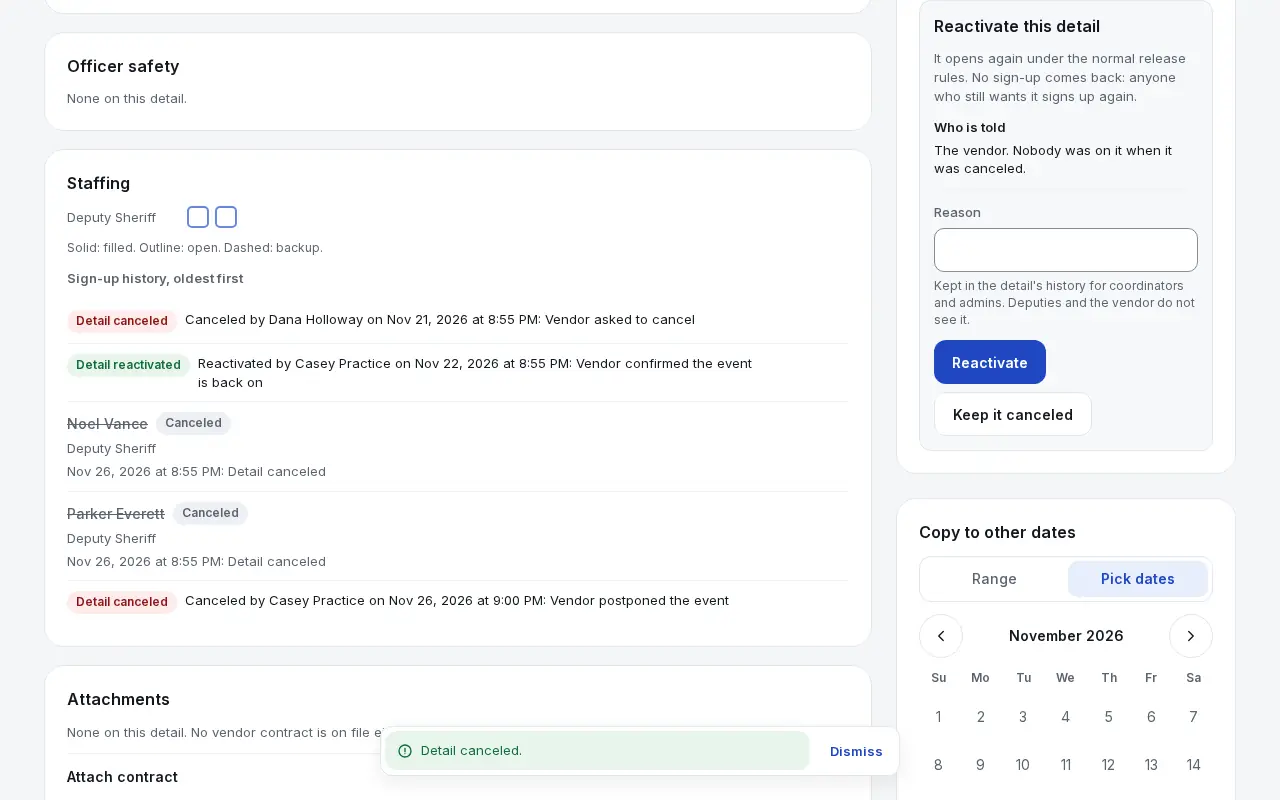 Officer safety
None on this detail.
Staffing
Deputy Sheriff
Solid: filled. Outline: open. Dashed: backup.
Sign-up history, oldest first
Detail canceled Canceled by Dana Holloway on Nov 21, 2026 at 8:55 PM: Vendor asked to cancel
Detail reactivated Reactivated by Casey Practice on Nov 22, 2026 at 8:55 PM: Vendor confirmed the event
is back on
Noel Vance Canceled
Deputy Sheriff
Nov 26, 2026 at 8:55 PM: Detail canceled
Parker Everett Canceled
Deputy Sheriff
Nov 26, 2026 at 8:55 PM: Detail canceled
Detail canceled Canceled by Casey Practice on Nov 26, 2026 at 9:00 PM: Vendor postponed the event
Attachments
None on this detail. No vendor contract is on file
Attach contract
Detail canceled. Dismiss
Reactivate this detail
It opens again under the normal release
rules. No sign-up comes back: anyone
who still wants it signs up again.
Who is told
The vendor. Nobody was on it when it
was canceled.
Reason
Kept in the detail's history for coordinators
and admins. Deputies and the vendor do not
see it.
Reactivate
Keep it canceled
Copy to other dates
Range Pick dates
November 2026
Su Mo Tu We Th Fr Sa
1 2 3 4 5 6 7
8 9 10 11 12 13 14